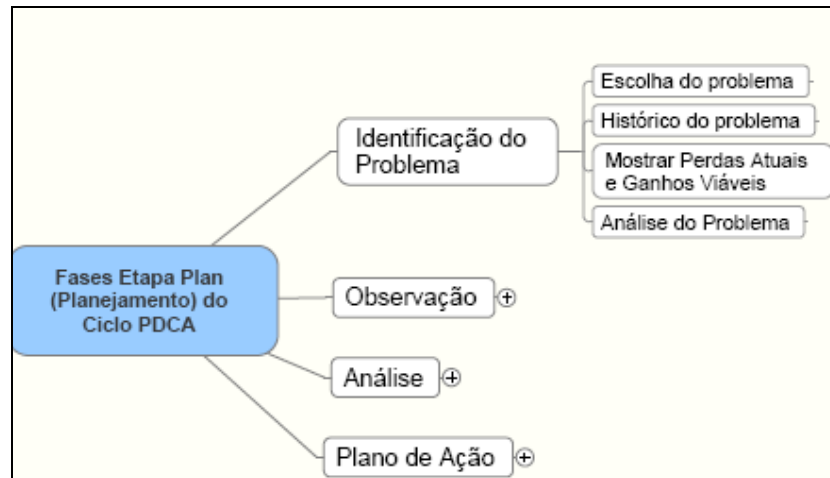 Fases Etapa Plan
(Planejamento) do
Ciclo PDCA
Identificação do
Problema
Escolha do problema
Histórico do problema
Mostrar Perdas Atuais
e Ganhos Viáveis
Análise do Problema
Observação
Análise
Plano de Ação